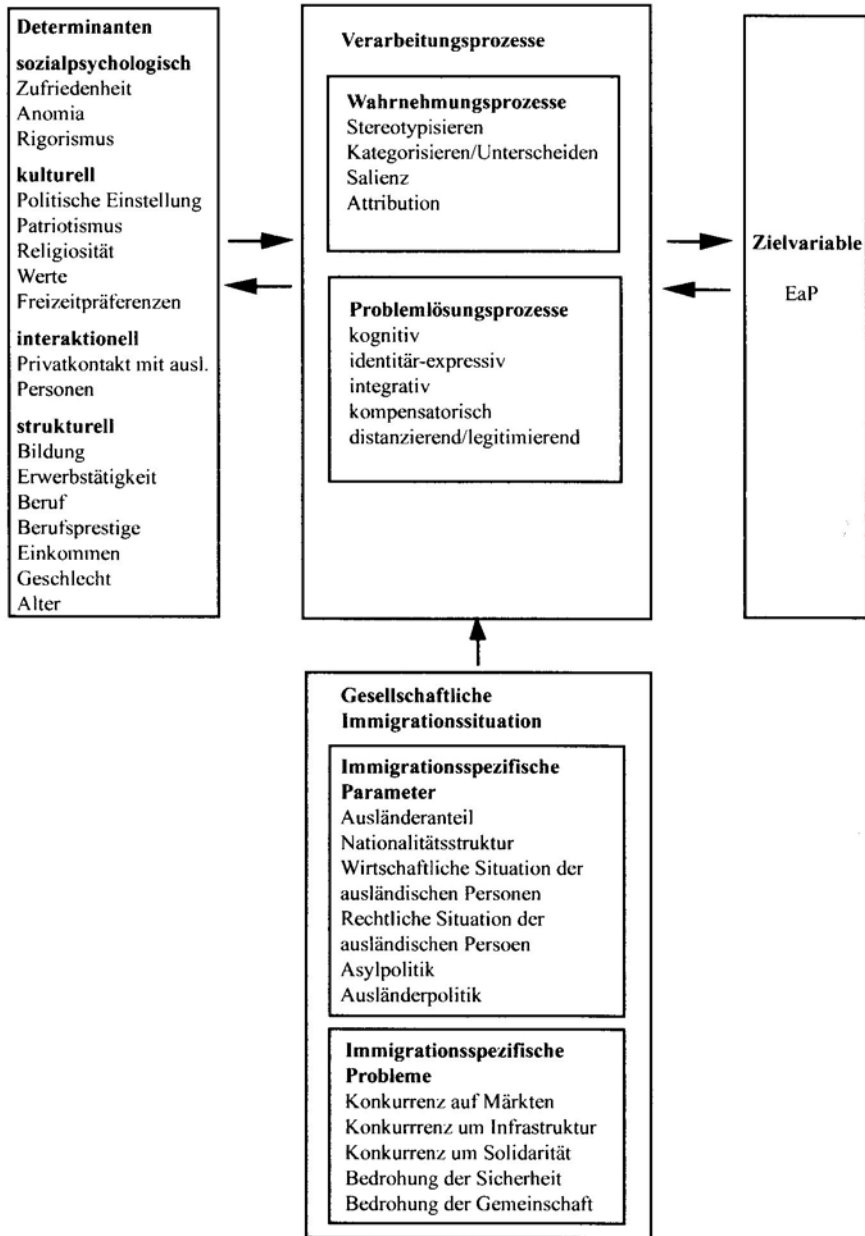 Determinanten
sozialpsychologisch
Zufriedenheit
Anomia
Rigorismus
kulturell
Politische Einstellung
Patriotismus
Religiosität
Werte
Freizeitpräferenzen
interaktionell
Privatkontakt mit ausl.
Personen
strukturell
Bildung
Erwerbstätigkeit
Beruf
Berufsprestige
Einkommen
Geschlecht
Alter
Verarbeitungsprozesse
Wahrnehmungsprozesse
Stereotypisieren
Kategorisieren/Unterscheiden
Salienz
Attribution
Problemlösungsprozesse
kognitiv
identitär-expressiv
integrativ
kompensatorisch
distanzierend/legitimierend
Zielvariable
EaP
Gesellschaftliche
Immigrationssituation
Immigrationsspezifische
Parameter
Ausländeranteil
Nationalitätsstruktur
Wirtschaftliche Situation der
ausländischen Personen
Rechtliche Situation der
ausländischen Persoen
Asylpolitik
Ausländerpolitik
Immigrationsspezifische
Probleme
Konkurrenz auf Märkten
Konkurrrenz um Infrastruktur
Konkurrenz um Solidarität
Bedrohung der Sicherheit
Bedrohung der Gemeinschaft